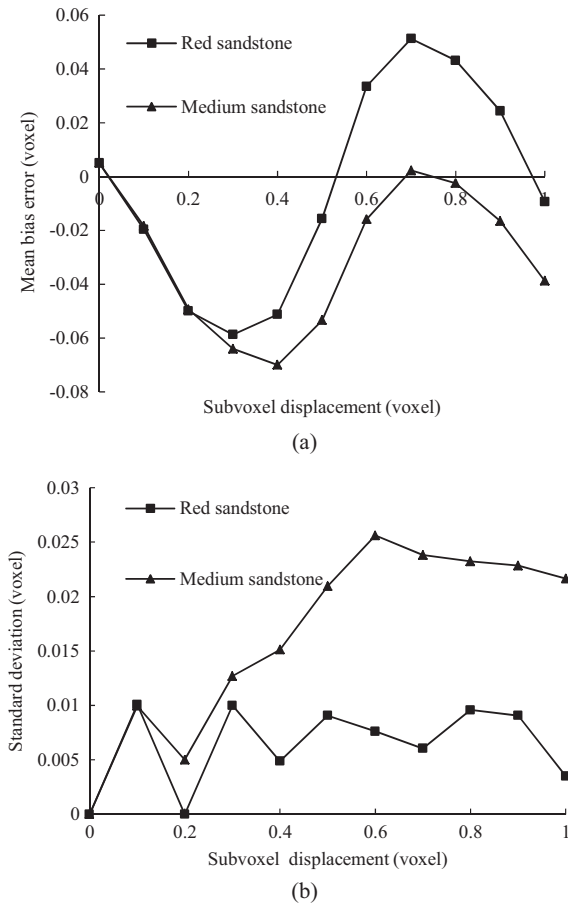 0.06
Red sandstone
0.04
Medium sandstone
0.02
0
0 0.2 0.4 0.6 0.8 1
-0.02
-0.04
-0.06
-0.08
Mean bias error (voxel)
Subvoxel displacement (voxel)
(a)
0.03
Red sandstone
0.025
Medium sandstone
0.02
0.015
0.01
0.005
0
0 0.2 0.4 0.6 0.8 1
Standard deviation (voxel)
Subvoxel displacement (voxel)
(b)